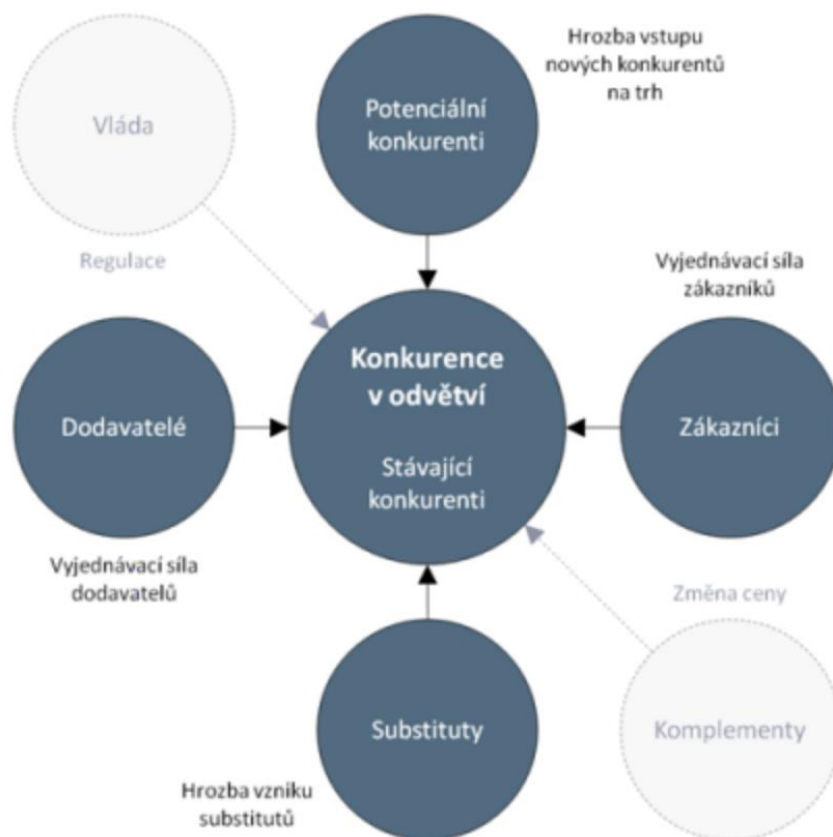 Hrozba vstupu
nových konkurentů
na trh
Vláda
Potenciální
konkurenti
Regulace
Vyjednávací síla
zákazníků
Konkurence
v odvětví
Dodavatelé
Zákazníci
Stávající
konkurenti
Vyjednávací síla
dodavatelů
Změna ceny
Substituty
Komplementy
Hrozba vzniku
substitutů